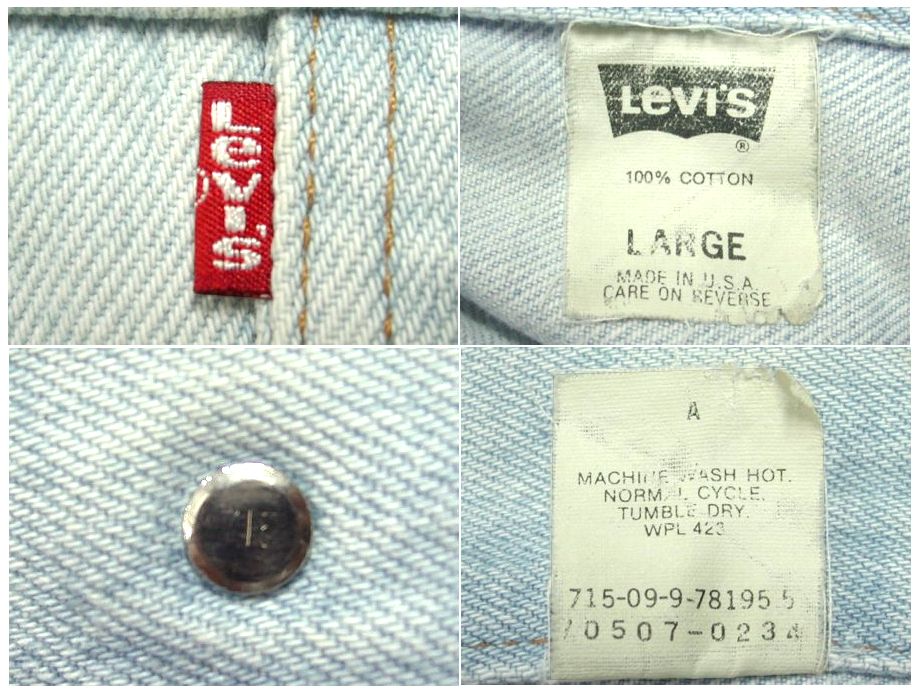 LEVI'S
LEVI'S
®
100% COTTON
LARGE
MADE IN U.S.A.
CARE ON REVERSE
A
MACHINE WASH HOT.
NORMAL CYCLE.
TUMBLE DRY.
WPL 423
715-09-9-78195 5
70507-0234